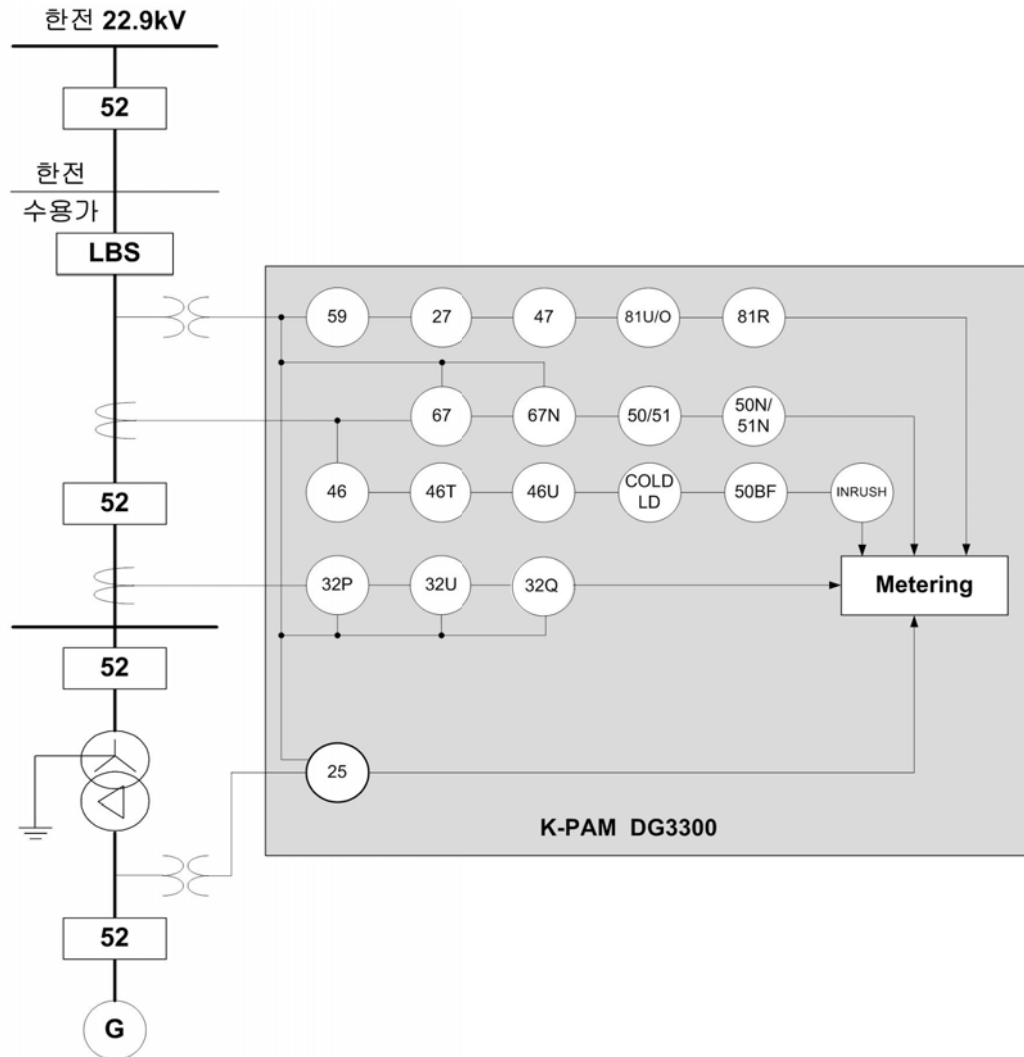 한전 22.9kV
52
한전
수용가
LBS
59
27
47
81U/O
81R
67
67N
50/51
50N/
51N
52
46
46T
46U
COLD
LD
50BF
INRUSH
32P
32U
32Q
Metering
52
25
K-PAM DG3300
52
G